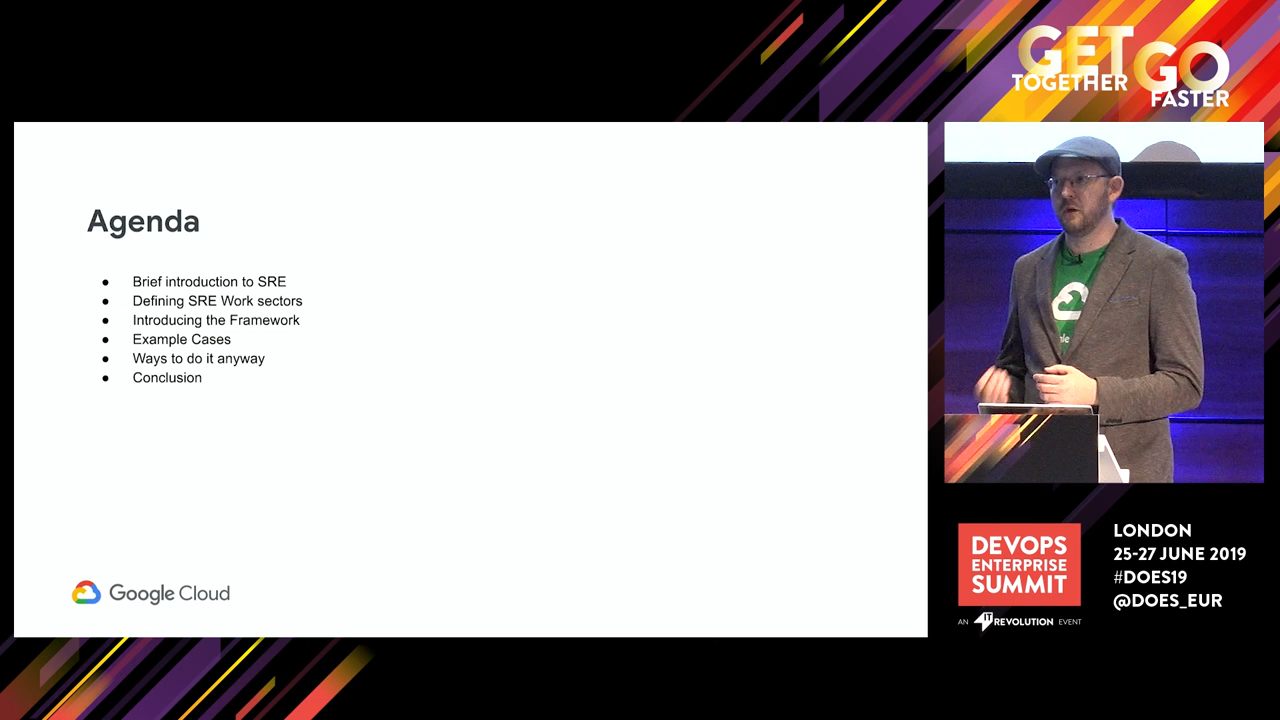 GET
TOGETHER
GO
FASTER
Agenda
● Brief introduction to SRE
● Defining SRE Work sectors
● Introducing the Framework
● Example Cases
● Ways to do it anyway
● Conclusion
Google Cloud
DEVOPS
ENTERPRISE
SUMMIT
AN IT REVOLUTION EVENT
LONDON
25-27 JUNE 2019
#DOES19
@DOES_EUR